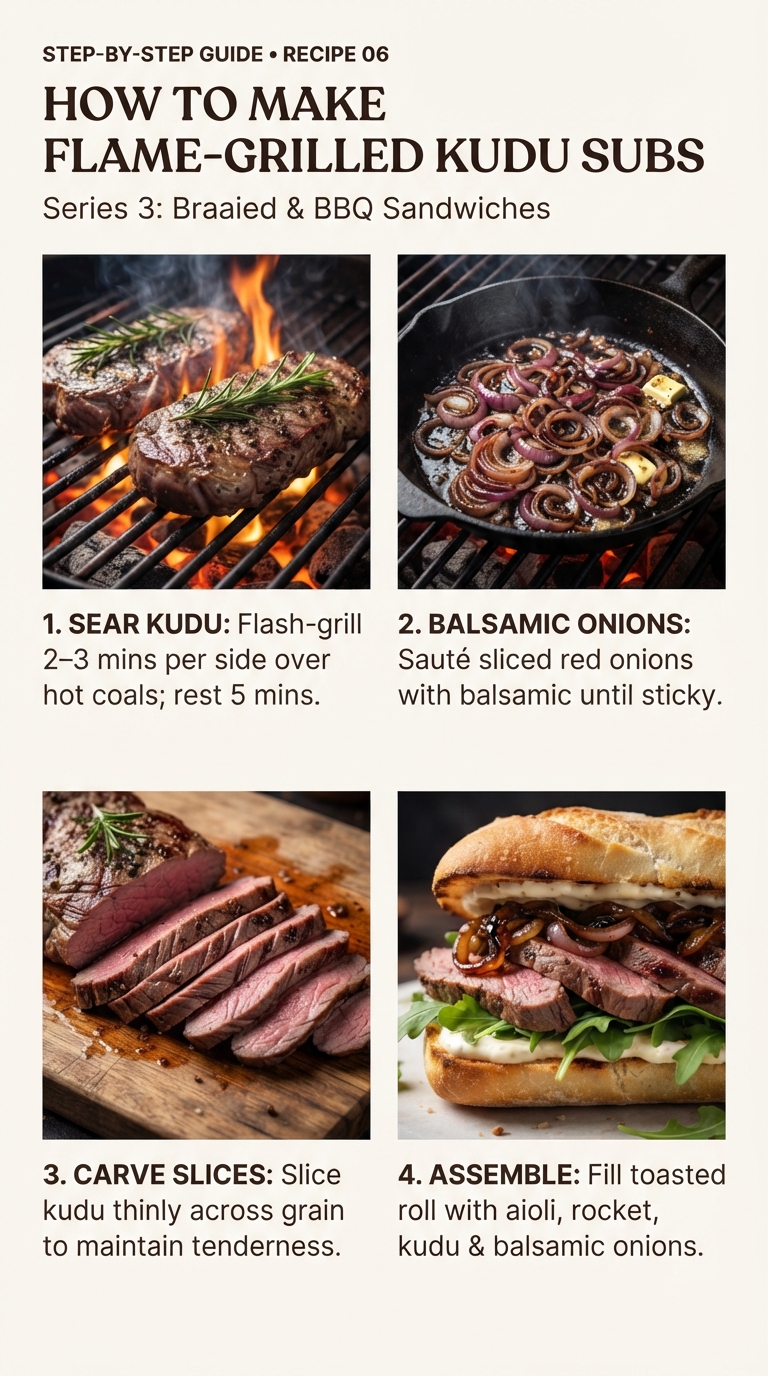 STEP-BY-STEP GUIDE • RECIPE 06
HOW TO MAKE
FLAME-GRILLED KUDU SUBS
Series 3: Braaied & BBQ Sandwiches
1. SEAR KUDU: Flash-grill
2–3 mins per side over
hot coals; rest 5 mins.
2. BALSAMIC ONIONS:
Sauté sliced red onions
with balsamic until sticky.
3. CARVE SLICES: Slice
kudu thinly across grain
to maintain tenderness.
4. ASSEMBLE: Fill toasted
roll with aioli, rocket,
kudu & balsamic onions.